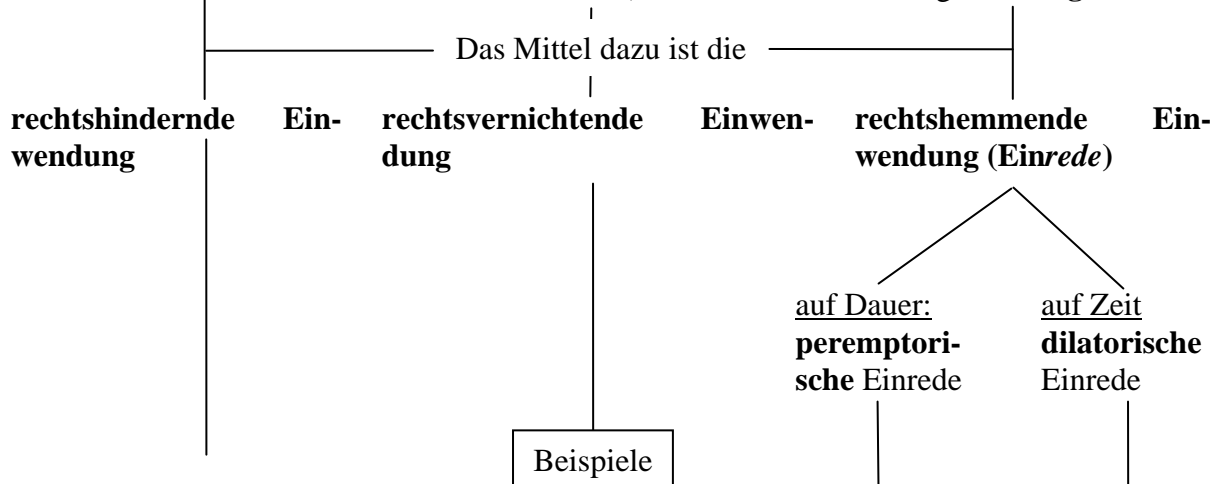 Das Mittel dazu ist die
rechtshindernde Ein-
wendung
rechtsvernichtende Einwen-
dung
rechtshemmende Ein-
wendung (Einrede)
auf Dauer:
peremptori-
sche Einrede
auf Zeit
dilatorische
Einrede
Beispiele